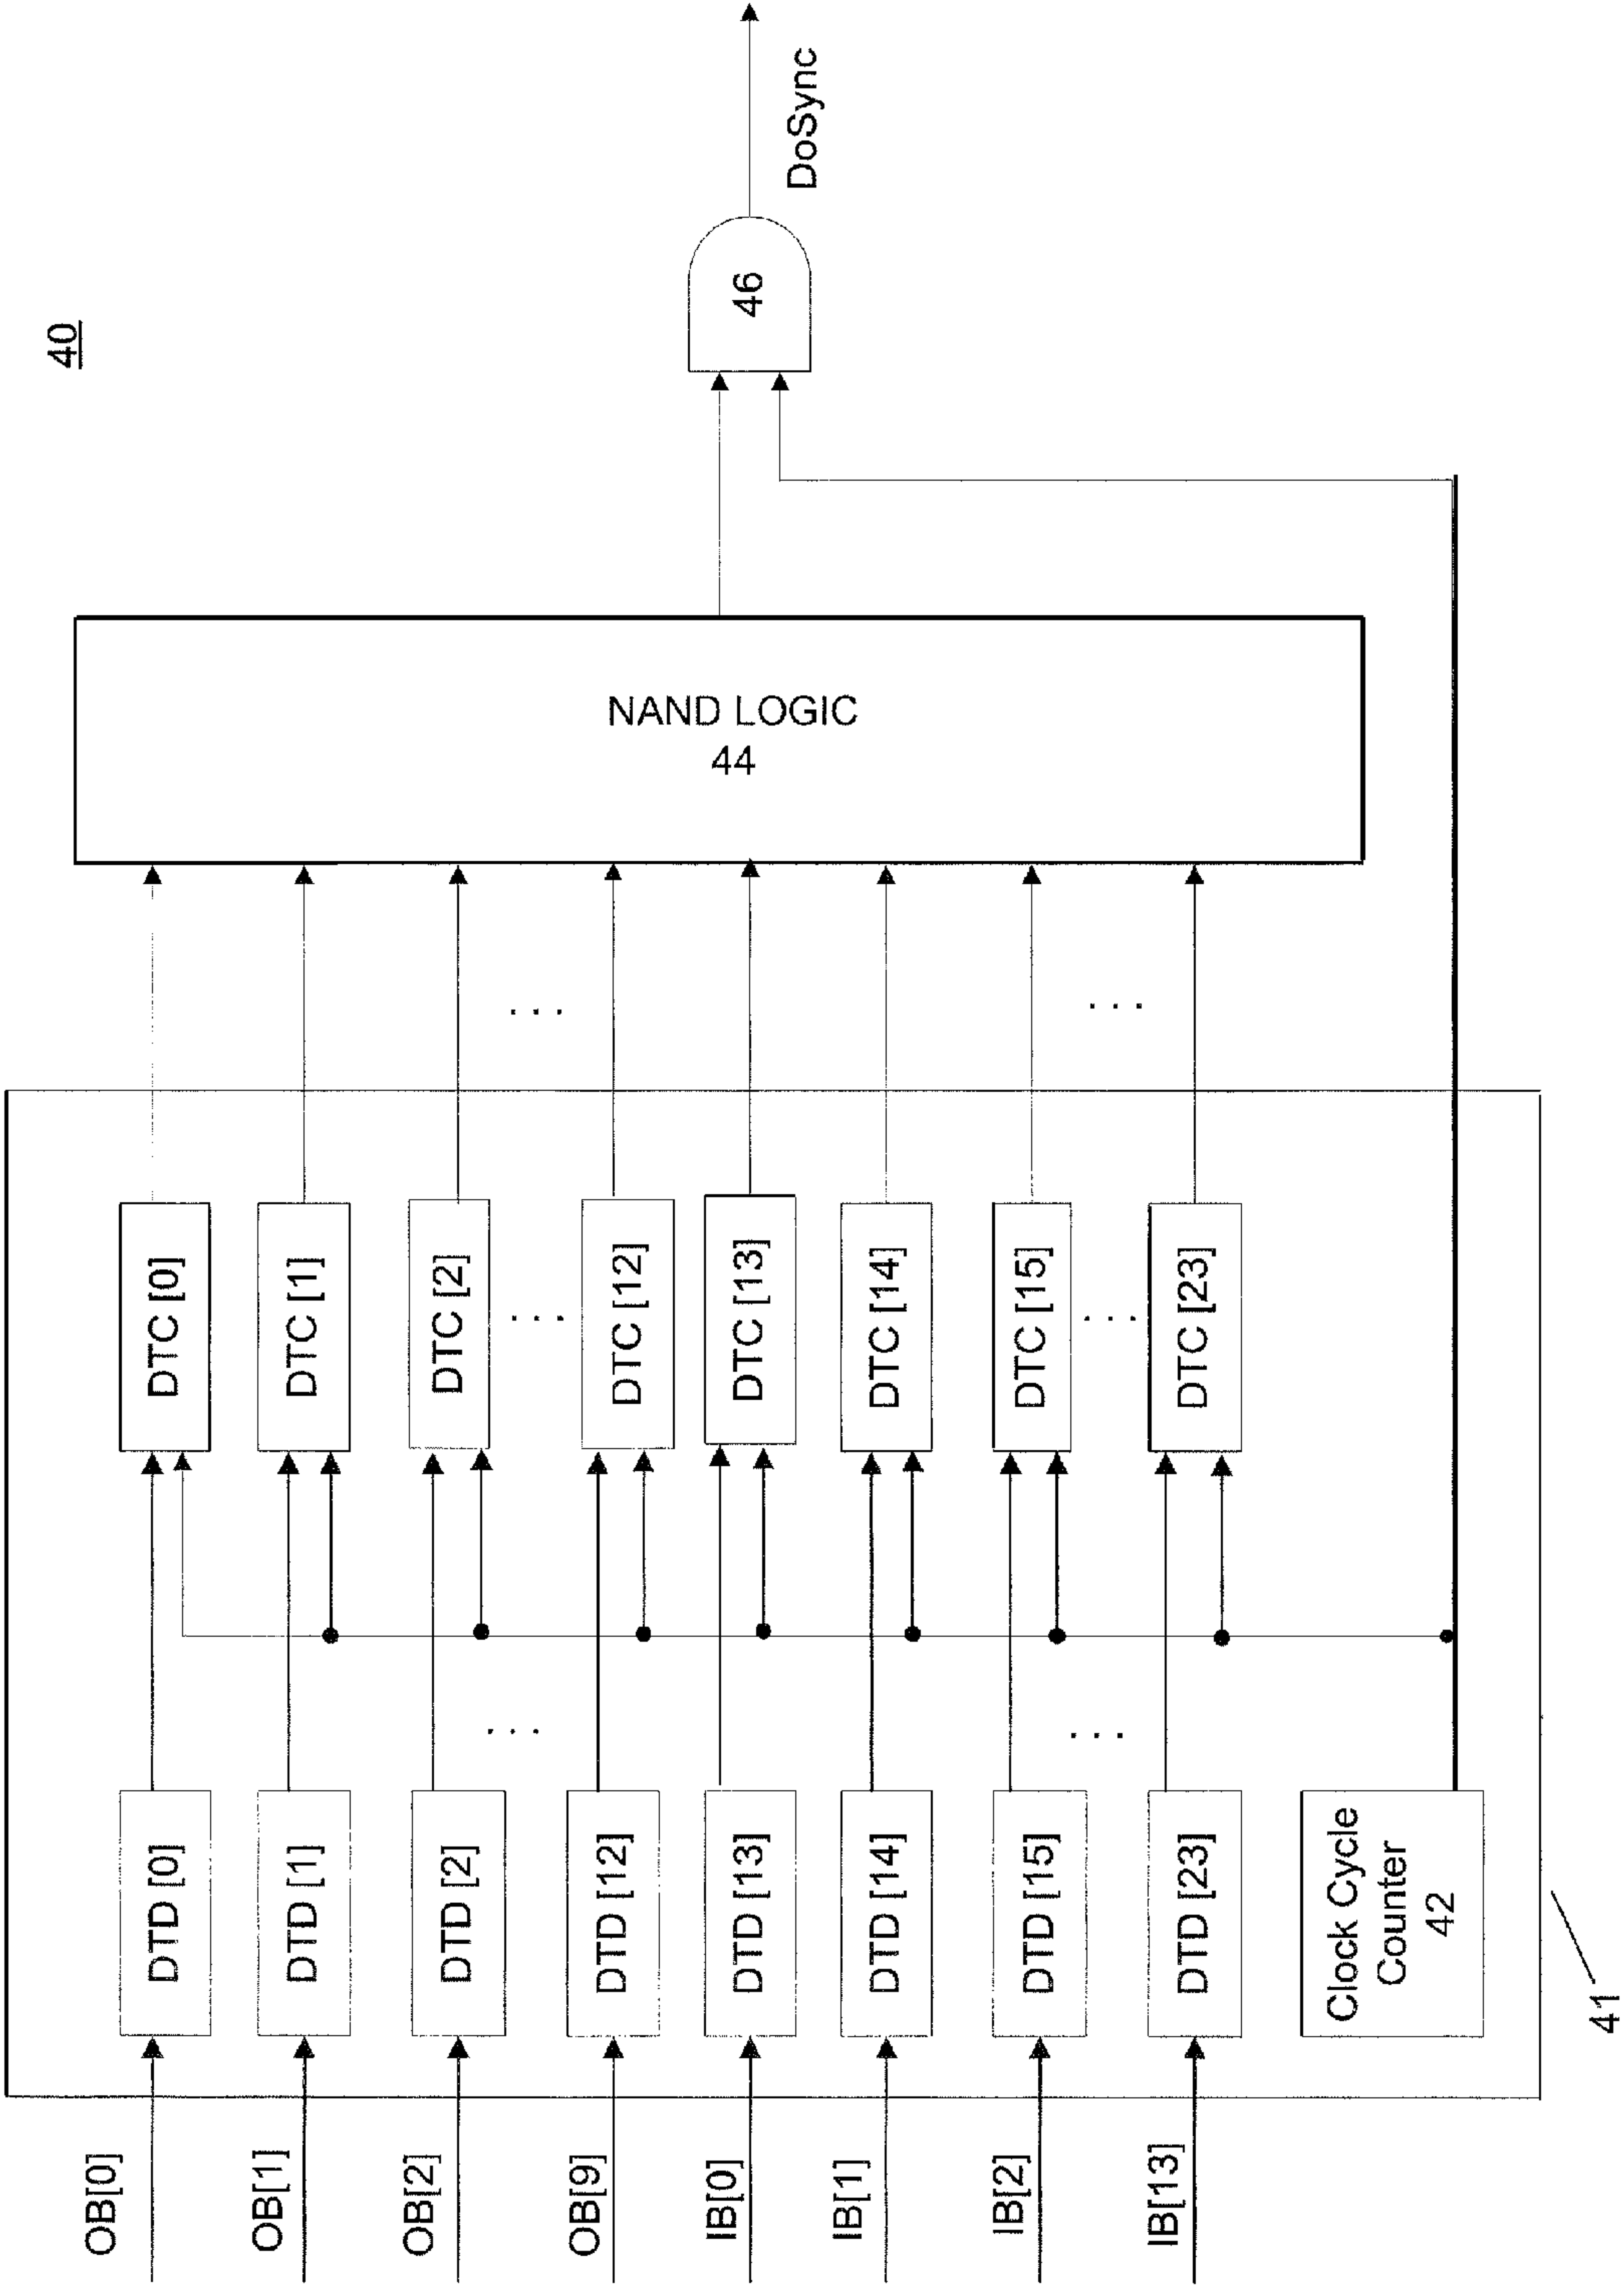 40
OB[0]
DTD [0]
DTC [0]
OB[1]
DTD [1]
DTC [1]
OB[2]
DTD [2]
DTC [2]
. . .
. . .
. . .
OB[9]
DTD [12]
DTC [12]
IB[0]
DTD [13]
DTC [13]
IB[1]
DTD [14]
DTC [14]
IB[2]
DTD [15]
DTC [15]
. . .
. . .
. . .
IB[13]
DTD [23]
DTC [23]
Clock Cycle
Counter
42
41
NAND LOGIC
44
46
DoSync